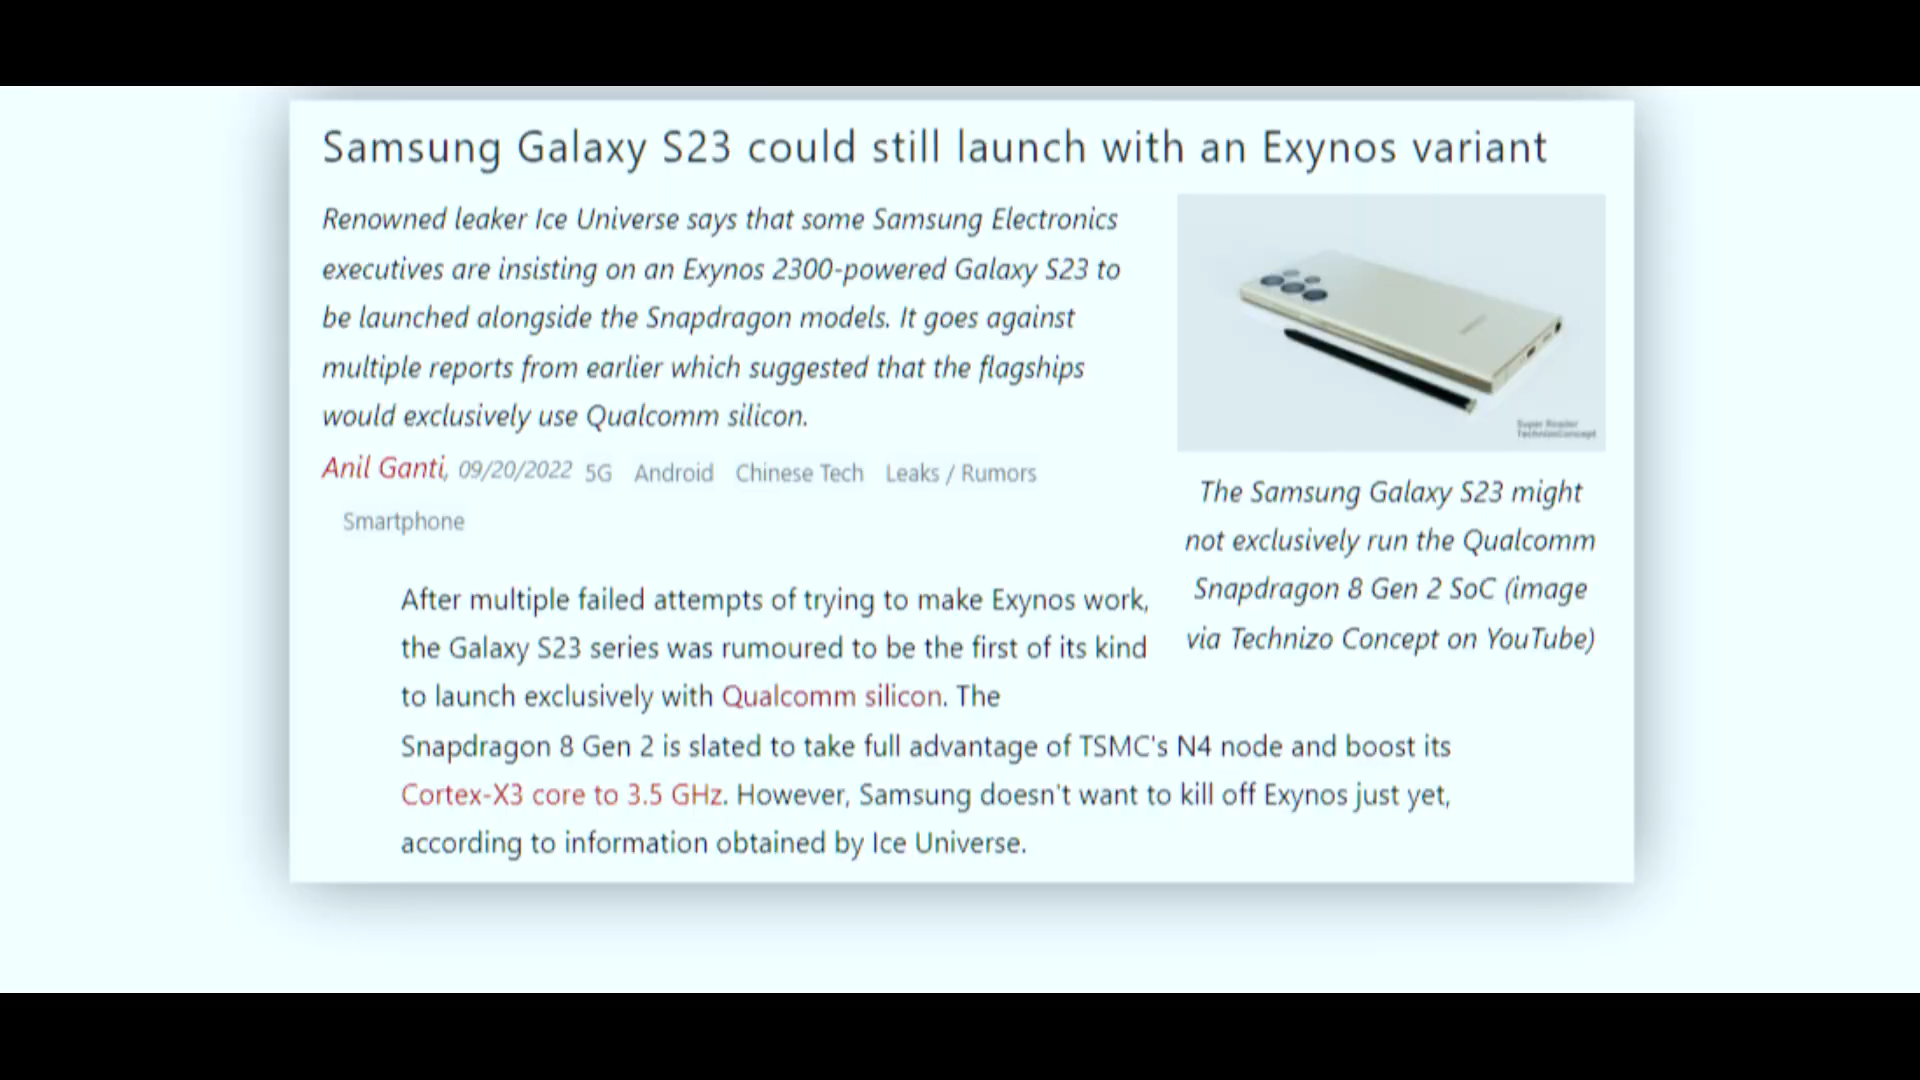 Samsung Galaxy S23 could still launch with an Exynos variant
Renowned leaker Ice Universe says that some Samsung Electronics
executives are insisting on an Exynos 2300-powered Galaxy S23 to
be launched alongside the Snapdragon models. It goes against
multiple reports from earlier which suggested that the flagships
would exclusively use Qualcomm silicon.
Anil Ganti, 09/20/2022 5G Android Chinese Tech Leaks / Rumors
Smartphone
Super Roader
TechnizoConcept
The Samsung Galaxy S23 might
not exclusively run the Qualcomm
Snapdragon 8 Gen 2 SoC (image
via Technizo Concept on YouTube)
After multiple failed attempts of trying to make Exynos work,
the Galaxy S23 series was rumoured to be the first of its kind
to launch exclusively with Qualcomm silicon. The
Snapdragon 8 Gen 2 is slated to take full advantage of TSMC's N4 node and boost its
Cortex-X3 core to 3.5 GHz. However, Samsung doesn't want to kill off Exynos just yet,
according to information obtained by Ice Universe.